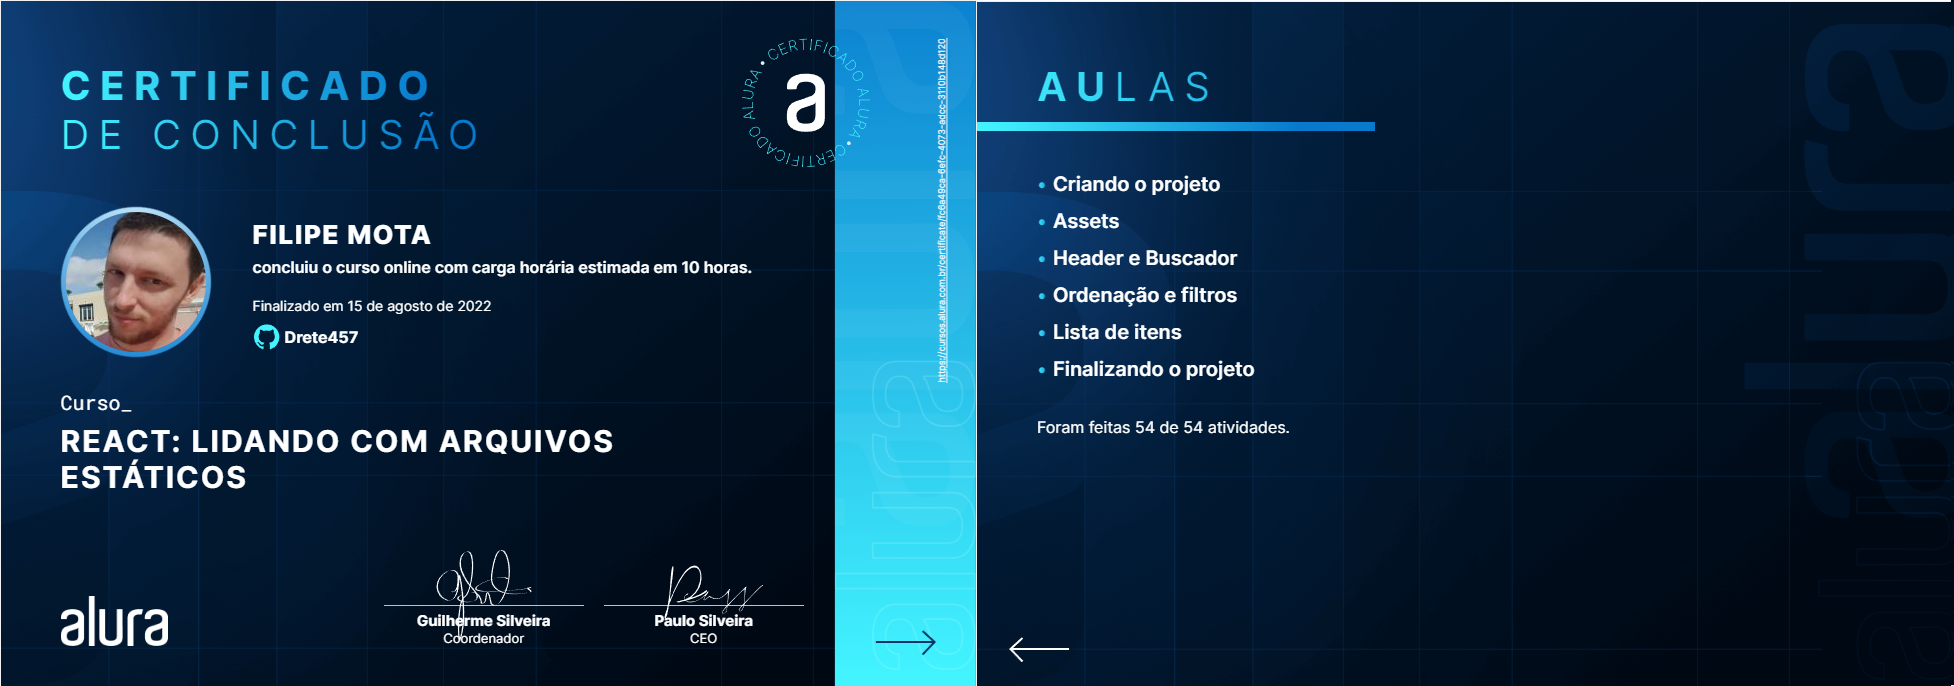 CERTIFICADO
DE CONCLUSÃO
CERTIFICADO ALURA • CERTIFICADO ALURA •
a
FILIPE MOTA
concluiu o curso online com carga horária estimada em 10 horas.
Finalizado em 15 de agosto de 2022
Drete457
Curso_
REACT: LIDANDO COM ARQUIVOS
ESTÁTICOS
alura
Guilherme Silveira
Coordenador
Paulo Silveira
CEO
https://cursos.alura.com.br/certificate/fc6a49ca-6efc-4073-adcc-3110b148d120
alura
AULAS
• Criando o projeto
• Assets
• Header e Buscador
• Ordenação e filtros
• Lista de itens
• Finalizando o projeto
Foram feitas 54 de 54 atividades.
alura
alura